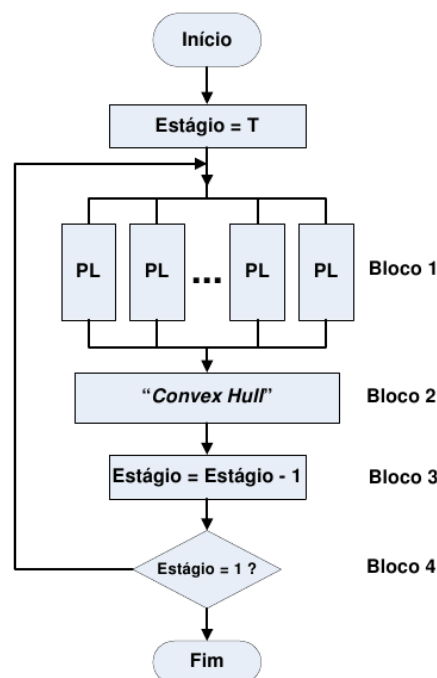 Início
Estágio = T
PL PL ... PL PL Bloco 1
“Convex Hull” Bloco 2
Estágio = Estágio - 1 Bloco 3
Estágio = 1 ? Bloco 4
Fim